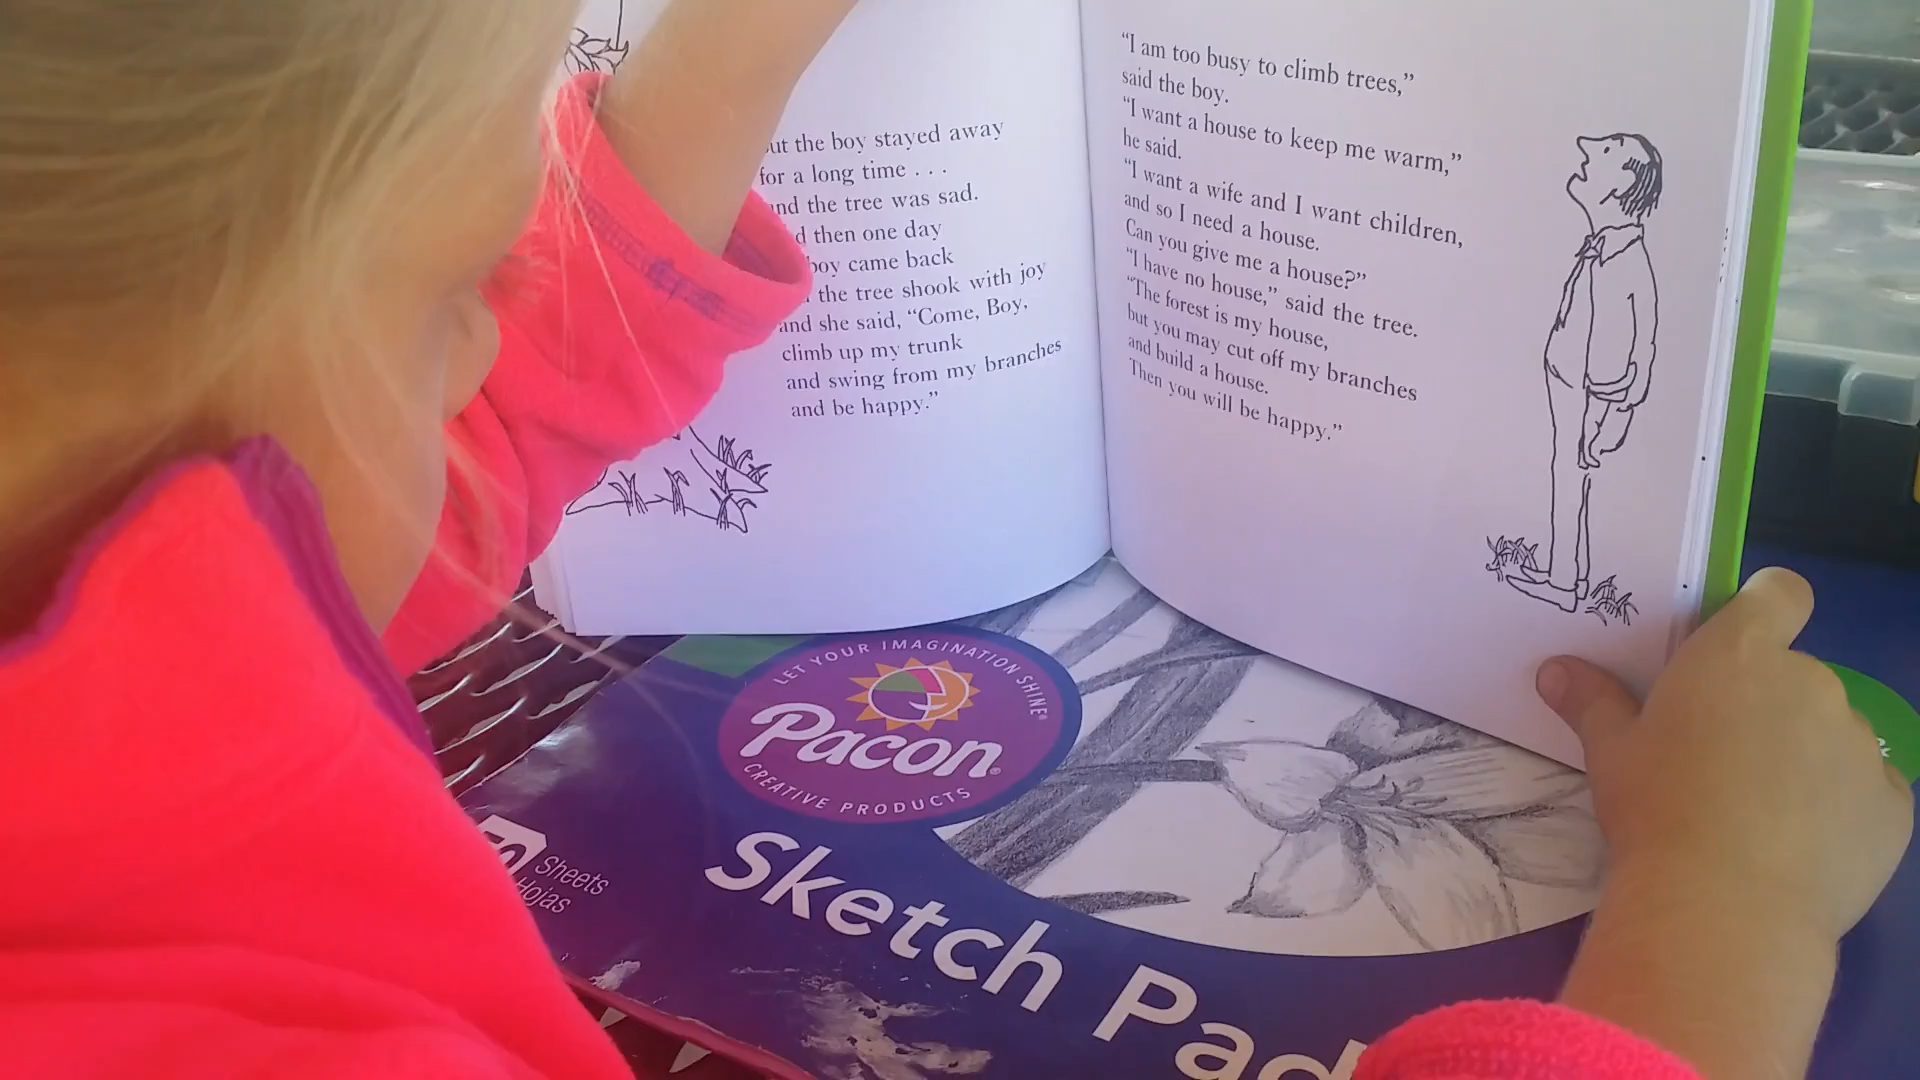 ut the boy stayed away
for a long time . . .
nd the tree was sad.
d then one day
boy came back
the tree shook with joy
and she said, “Come, Boy,
climb up my trunk
and swing from my branches
and be happy.”
“I am too busy to climb trees,”
said the boy.
“I want a house to keep me warm,”
he said.
“I want a wife and I want children,
and so I need a house.
Can you give me a house?”
“I have no house,” said the tree.
“The forest is my house,
but you may cut off my branches
and build a house.
Then you will be happy.”
LET YOUR IMAGINATION SHINE®
Pacon®
CREATIVE PRODUCTS
Sheets
Hojas
Sketch Pad